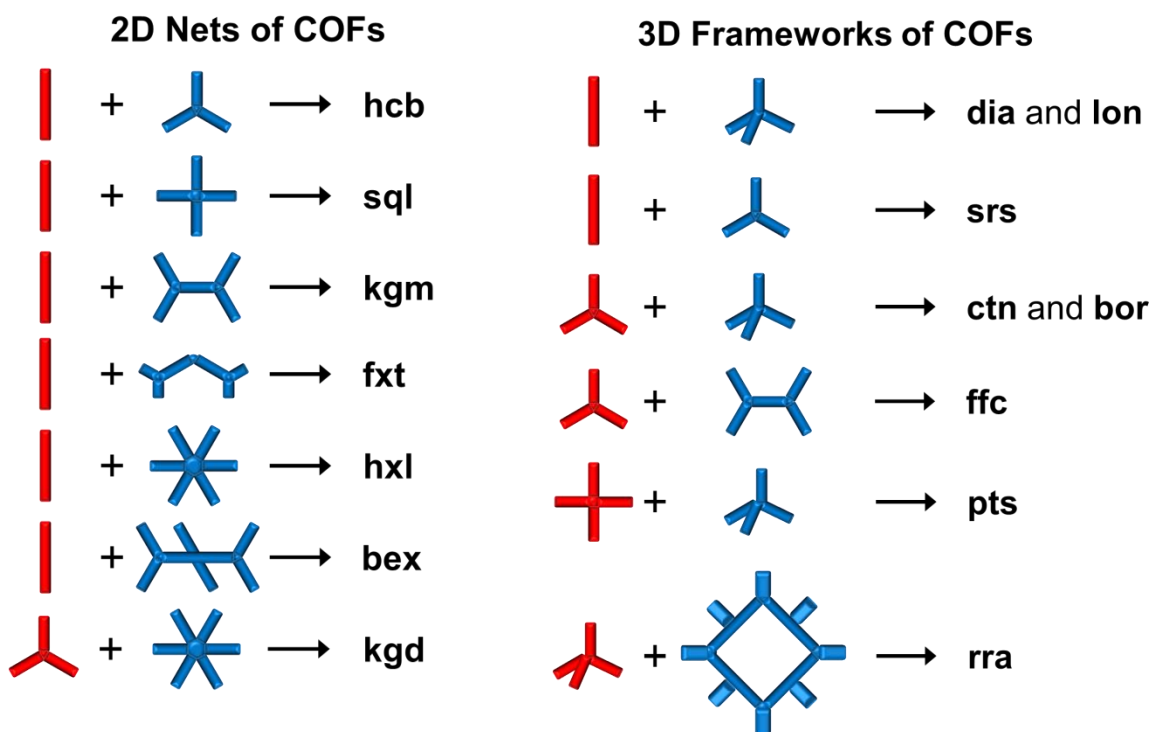 2D Nets of COFs
+ → hcb
+ → sql
+ → kgm
+ → fxt
+ → hxl
+ → bex
+ → kgd
3D Frameworks of COFs
+ → dia and lon
+ → srs
+ → ctn and bor
+ → ffc
+ → pts
+ → rra